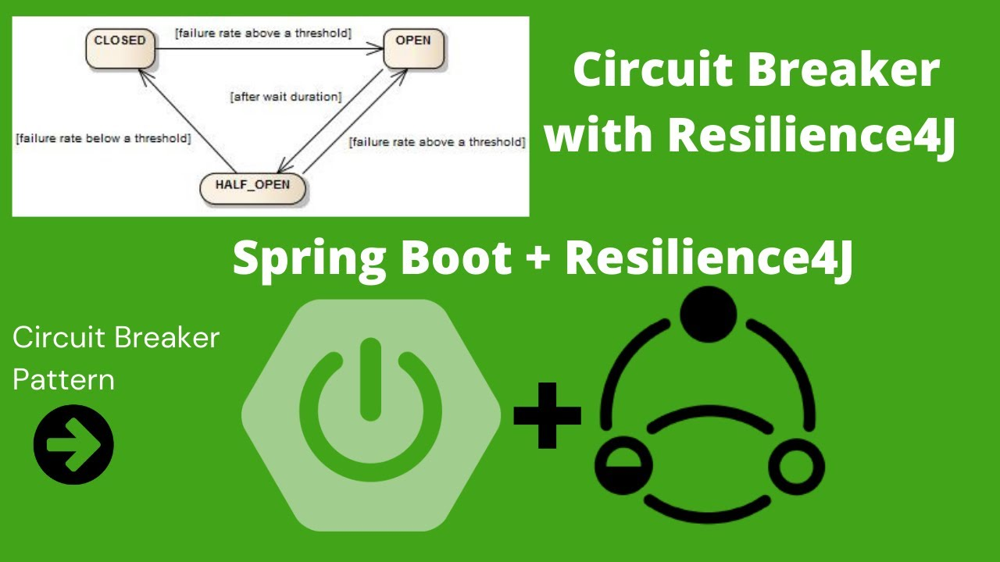 CLOSED
[failure rate above a threshold]
OPEN
[after wait duration]
[failure rate below a threshold]
[failure rate above a threshold]
HALF_OPEN
Circuit Breaker
with Resilience4J
Spring Boot + Resilience4J
Circuit Breaker
Pattern